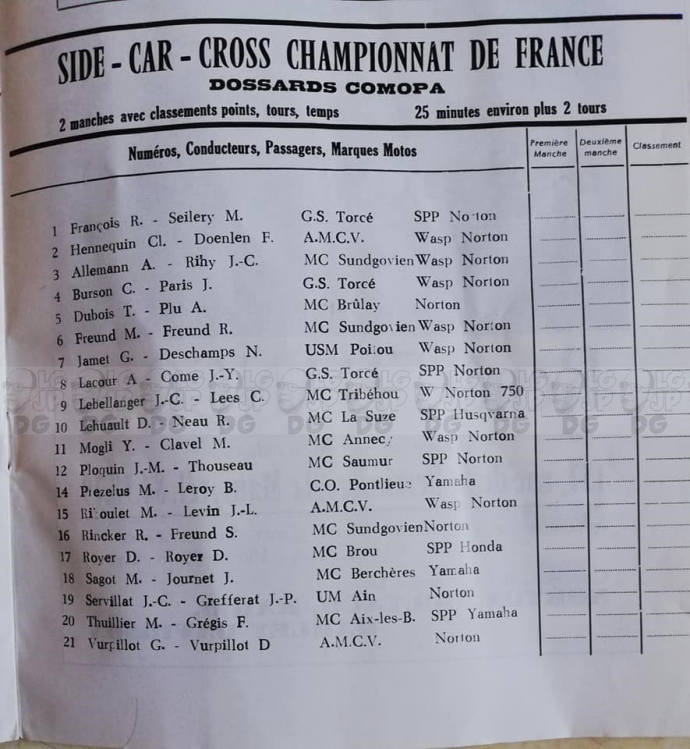 SIDE - CAR - CROSS CHAMPIONNAT DE FRANCE
DOSSARDS COMOPA
2 manches avec classements points, tours, temps 25 minutes environ plus 2 tours
Numéros, Conducteurs, Passagers, Marques Motos Première Manche Deuxième manche Classement
1 François R. - Seilery M. G.S. Torcé SPP Norton
2 Hennequin Cl. - Doenlen F. A.M.C.V. Wasp Norton
3 Allemann A. - Rihy J.-C. MC Sundgovien Wasp Norton
4 Burson C. - Paris J. G.S. Torcé Wasp Norton
5 Dubois T. - Plu A. MC Brûlay Norton
6 Freund M. - Freund R. MC Sundgovien Wasp Norton
7 Jamet G. - Deschamps N. USM Poitou Wasp Norton
8 Lacour A - Come J.-Y. G.S. Torcé SPP Norton
9 Lebellanger J.-C. - Lees C. MC Tribéhou W Norton 750
10 Lehuault D. - Neau R. MC La Suze SPP Husqvarna
11 Mogli Y. - Clavel M. MC Annecy Wasp Norton
12 Ploquin J.-M. - Thouseau MC Saumur SPP Norton
14 Prezelus M. - Leroy B. C.O. Pontlieue Yamaha
15 Riboulet M. - Levin J.-L. A.M.C.V. Wasp Norton
16 Rincker R. - Freund S. MC Sundgovien Norton
17 Royer D. - Royer D. MC Brou SPP Honda
18 Sagot M. - Journet J. MC Berchères Yamaha
19 Servillat J.-C. - Grefferat J.-P. UM Ain Norton
20 Thuillier M. - Grégis F. MC Aix-les-B. SPP Yamaha
21 Vurpillot G. - Vurpillot D A.M.C.V. Norton